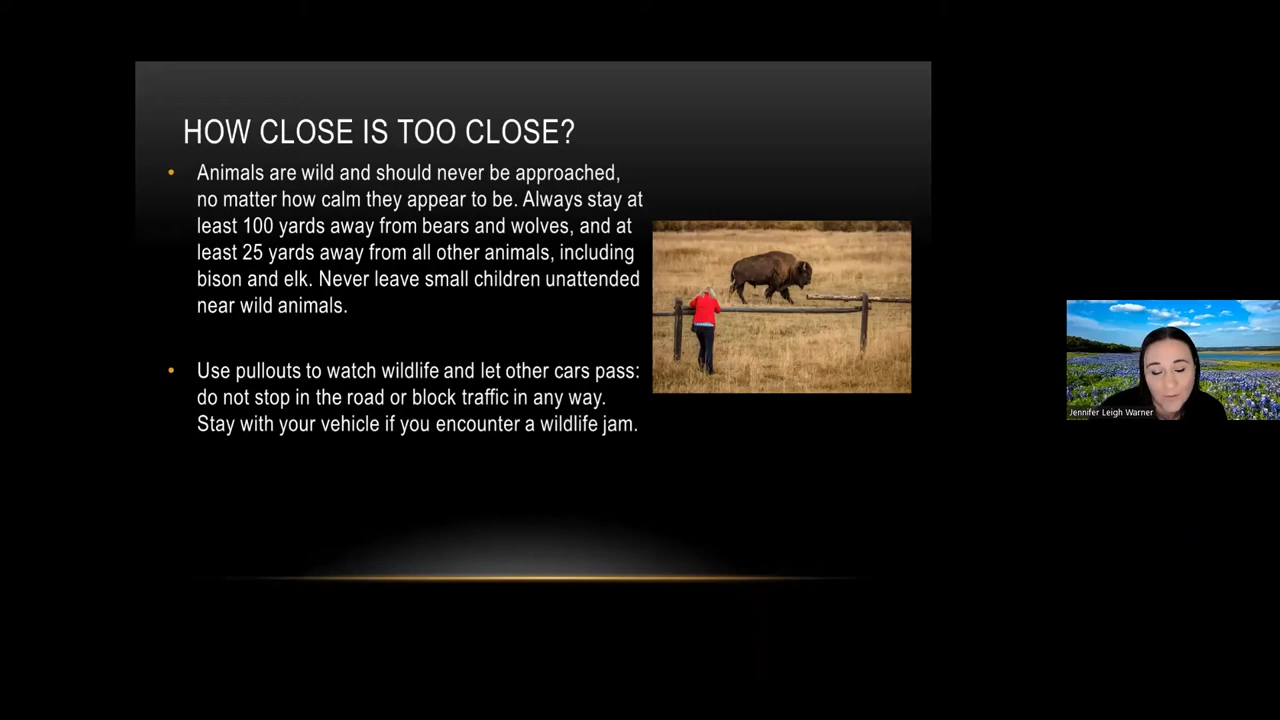 HOW CLOSE IS TOO CLOSE?
• Animals are wild and should never be approached,
no matter how calm they appear to be. Always stay at
least 100 yards away from bears and wolves, and at
least 25 yards away from all other animals, including
bison and elk. Never leave small children unattended
near wild animals.
• Use pullouts to watch wildlife and let other cars pass:
do not stop in the road or block traffic in any way.
Stay with your vehicle if you encounter a wildlife jam.
Jennifer Leigh Warner